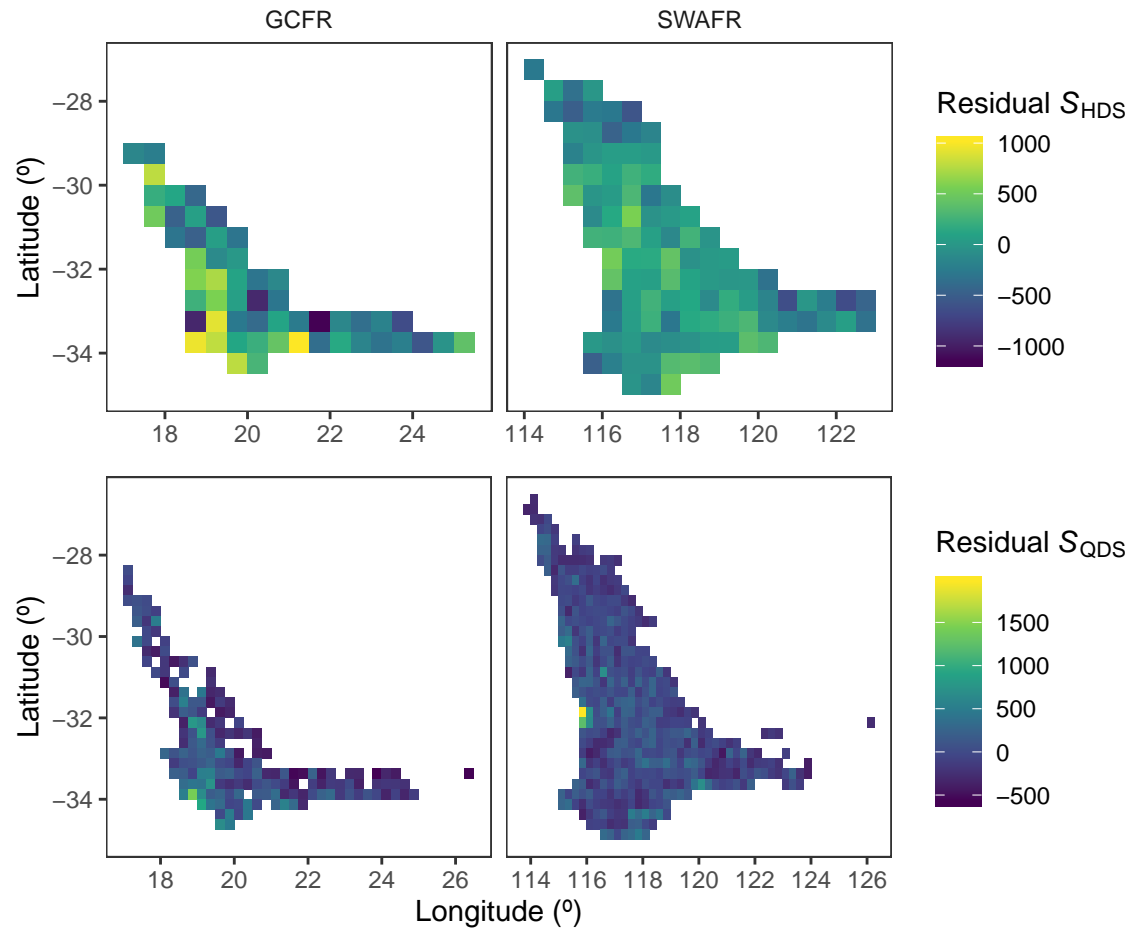 GCFR SWAFR
Latitude (º)
−28
−30
−32
−34
18 20 22 24
114 116 118 120 122
Residual SHDS
1000
500
0
−500
−1000
Latitude (º)
−28
−30
−32
−34
18 20 22 24 26
114 116 118 120 122 124 126
Longitude (º)
Residual SQDS
1500
1000
500
0
−500